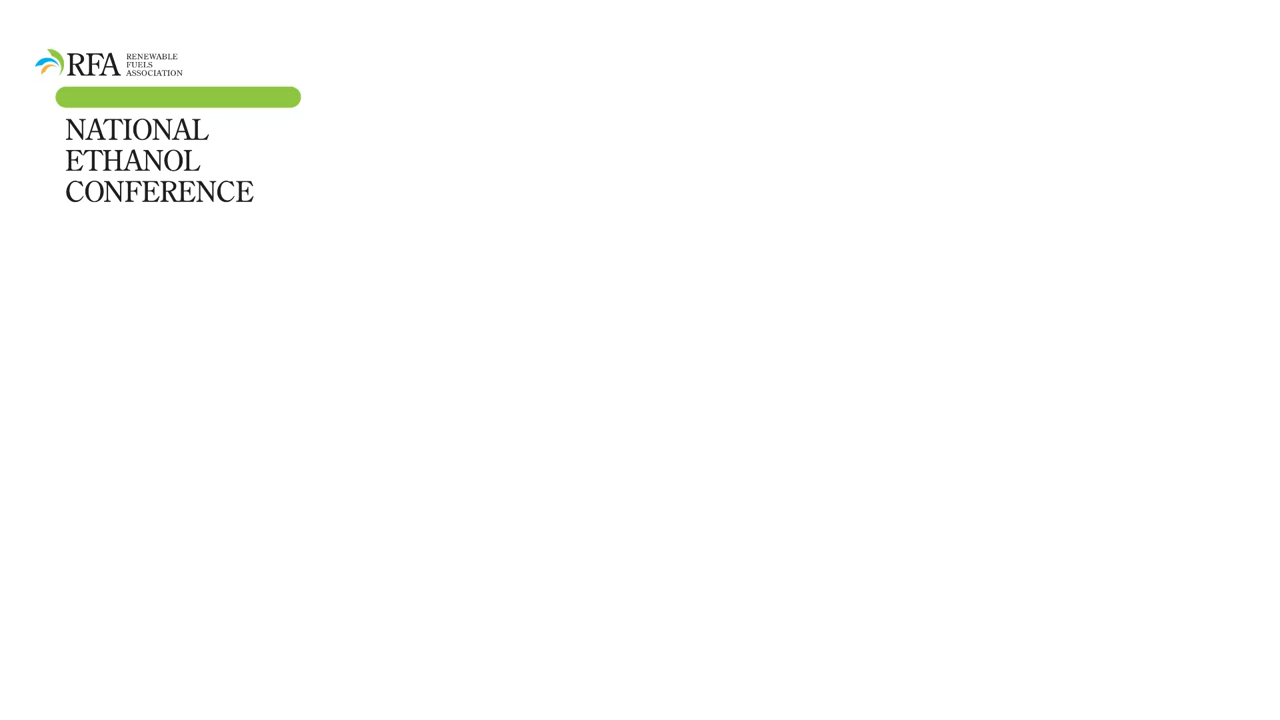 RFA RENEWABLE
FUELS
ASSOCIATION
NATIONAL
ETHANOL
CONFERENCE